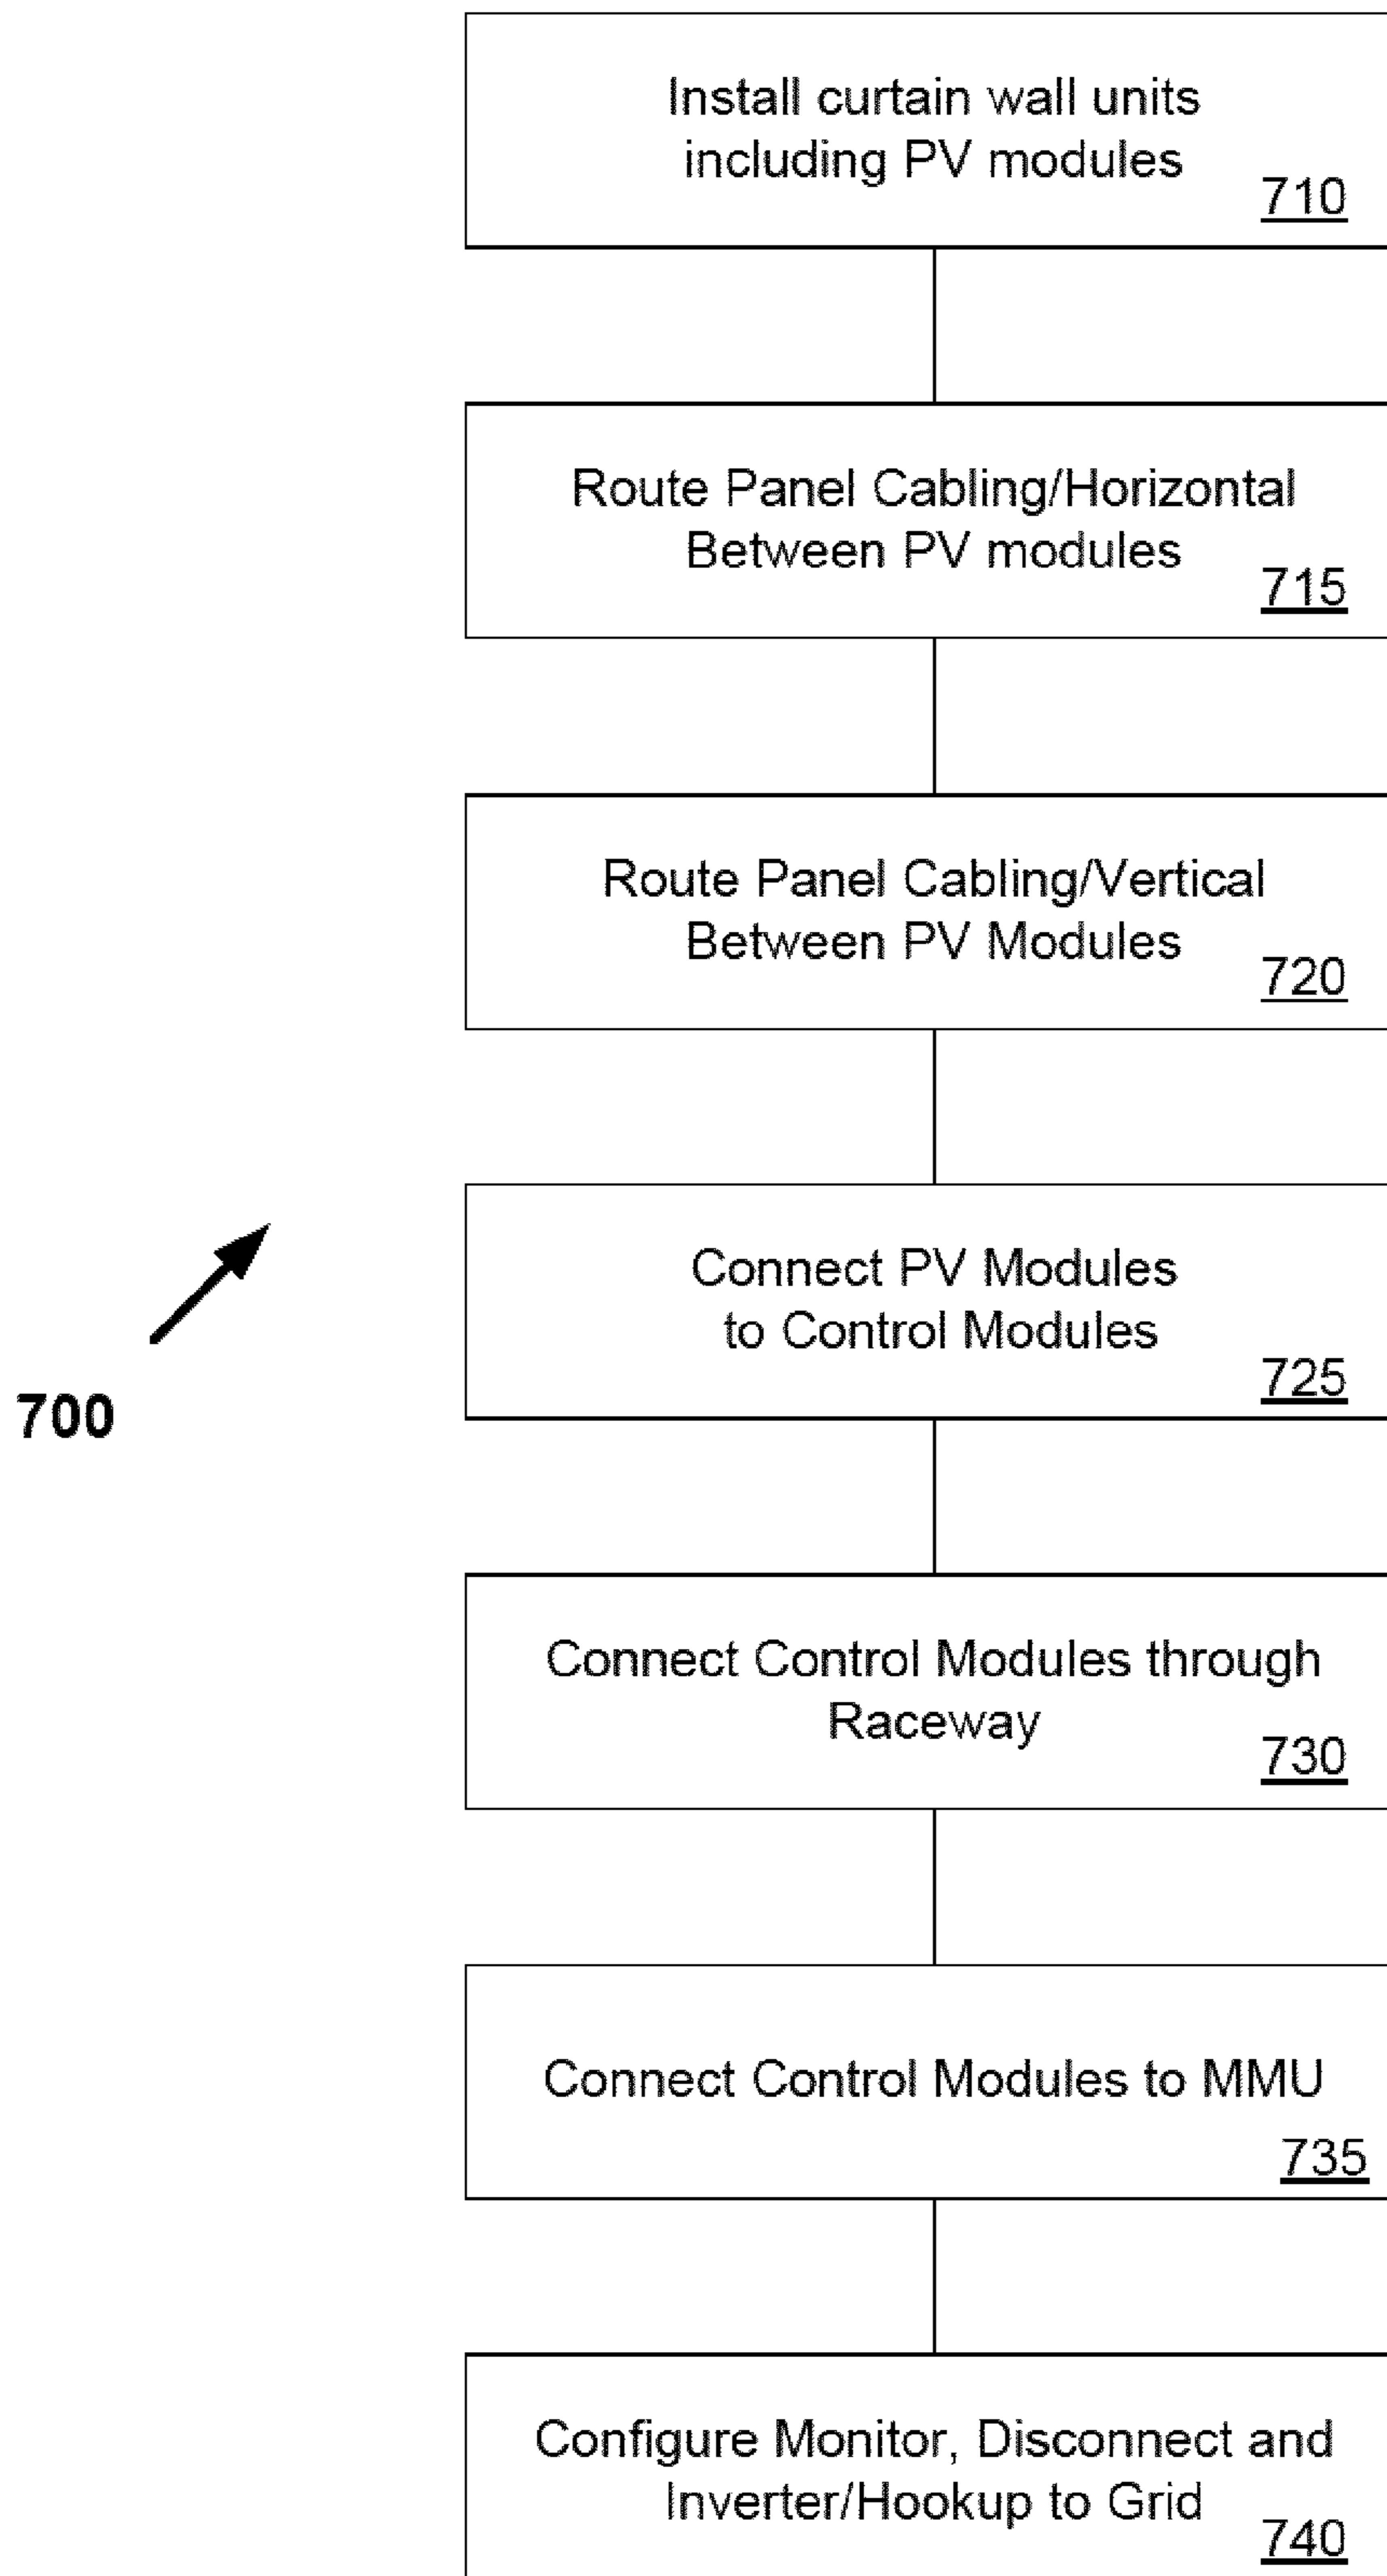 Install curtain wall units
including PV modules
710
Route Panel Cabling/Horizontal
Between PV modules
715
Route Panel Cabling/Vertical
Between PV Modules
720
Connect PV Modules
to Control Modules
725
700
Connect Control Modules through
Raceway
730
Connect Control Modules to MMU
735
Configure Monitor, Disconnect and
Inverter/Hookup to Grid
740